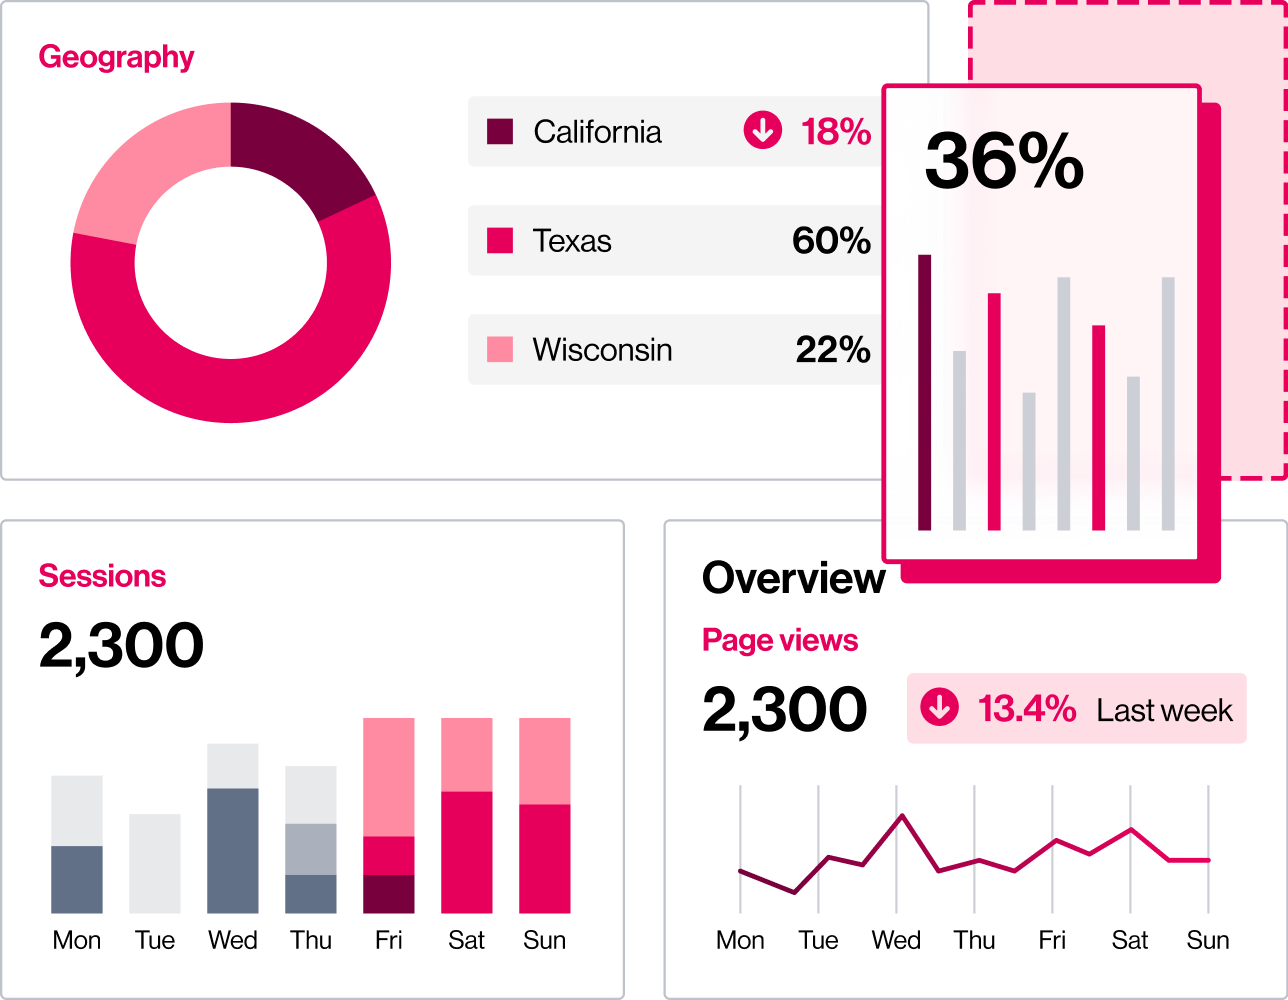 Geography
California 18%
Texas 60%
Wisconsin 22%
36%
Sessions
2,300
Mon Tue Wed Thu Fri Sat Sun
Overview
Page views
2,300 13.4% Last week
Mon Tue Wed Thu Fri Sat Sun